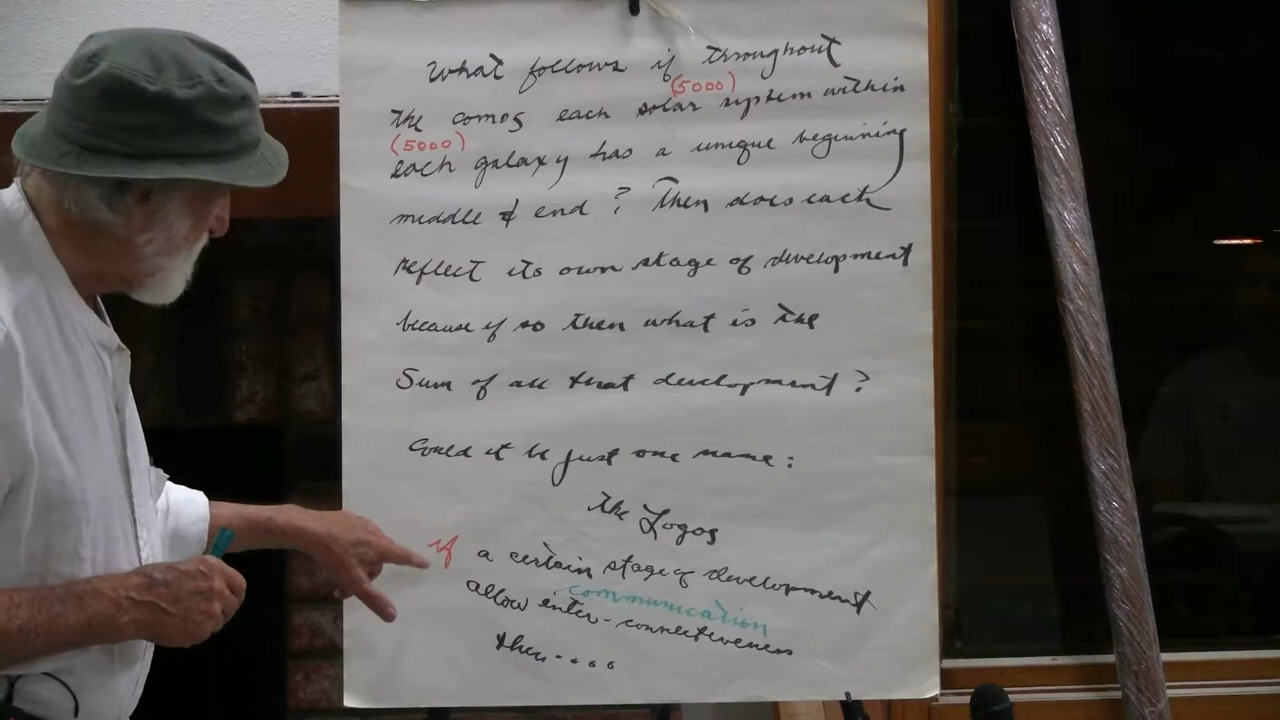 What follows if throughout
(5000)
the comos each solar system within
(5000)
each galaxy has a unique beginning
middle & end ? Then does each
reflect its own stage of development
because if so then what is the
Sum of all that development ?
Could it be just one name :
the Logos
if a certain stage of development
communication
allow inter-connectiveness
then....